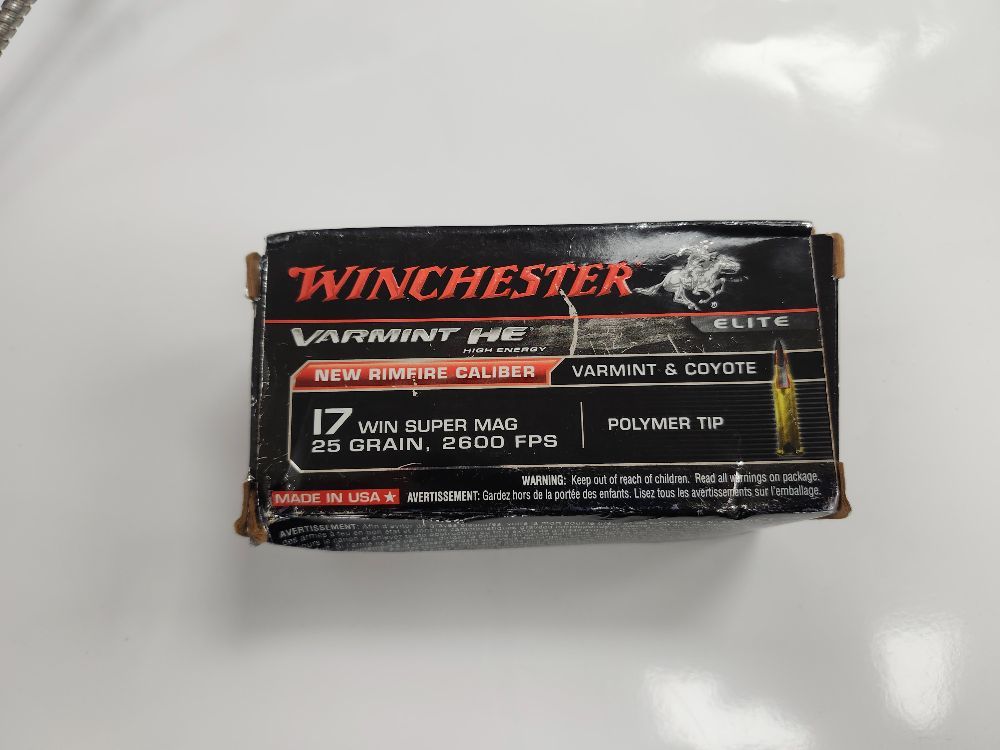 WINCHESTER
®
ELITE
VARMINT HE
HIGH ENERGY
NEW RIMFIRE CALIBER
VARMINT & COYOTE
17 WIN SUPER MAG
25 GRAIN, 2600 FPS
POLYMER TIP
WARNING: Keep out of reach of children. Read all warnings on package.
MADE IN USA ★ AVERTISSEMENT: Gardez hors de la portée des enfants. Lisez tous les avertissements sur l'emballage.
AVERTISSEMENT: Afin d'éviter